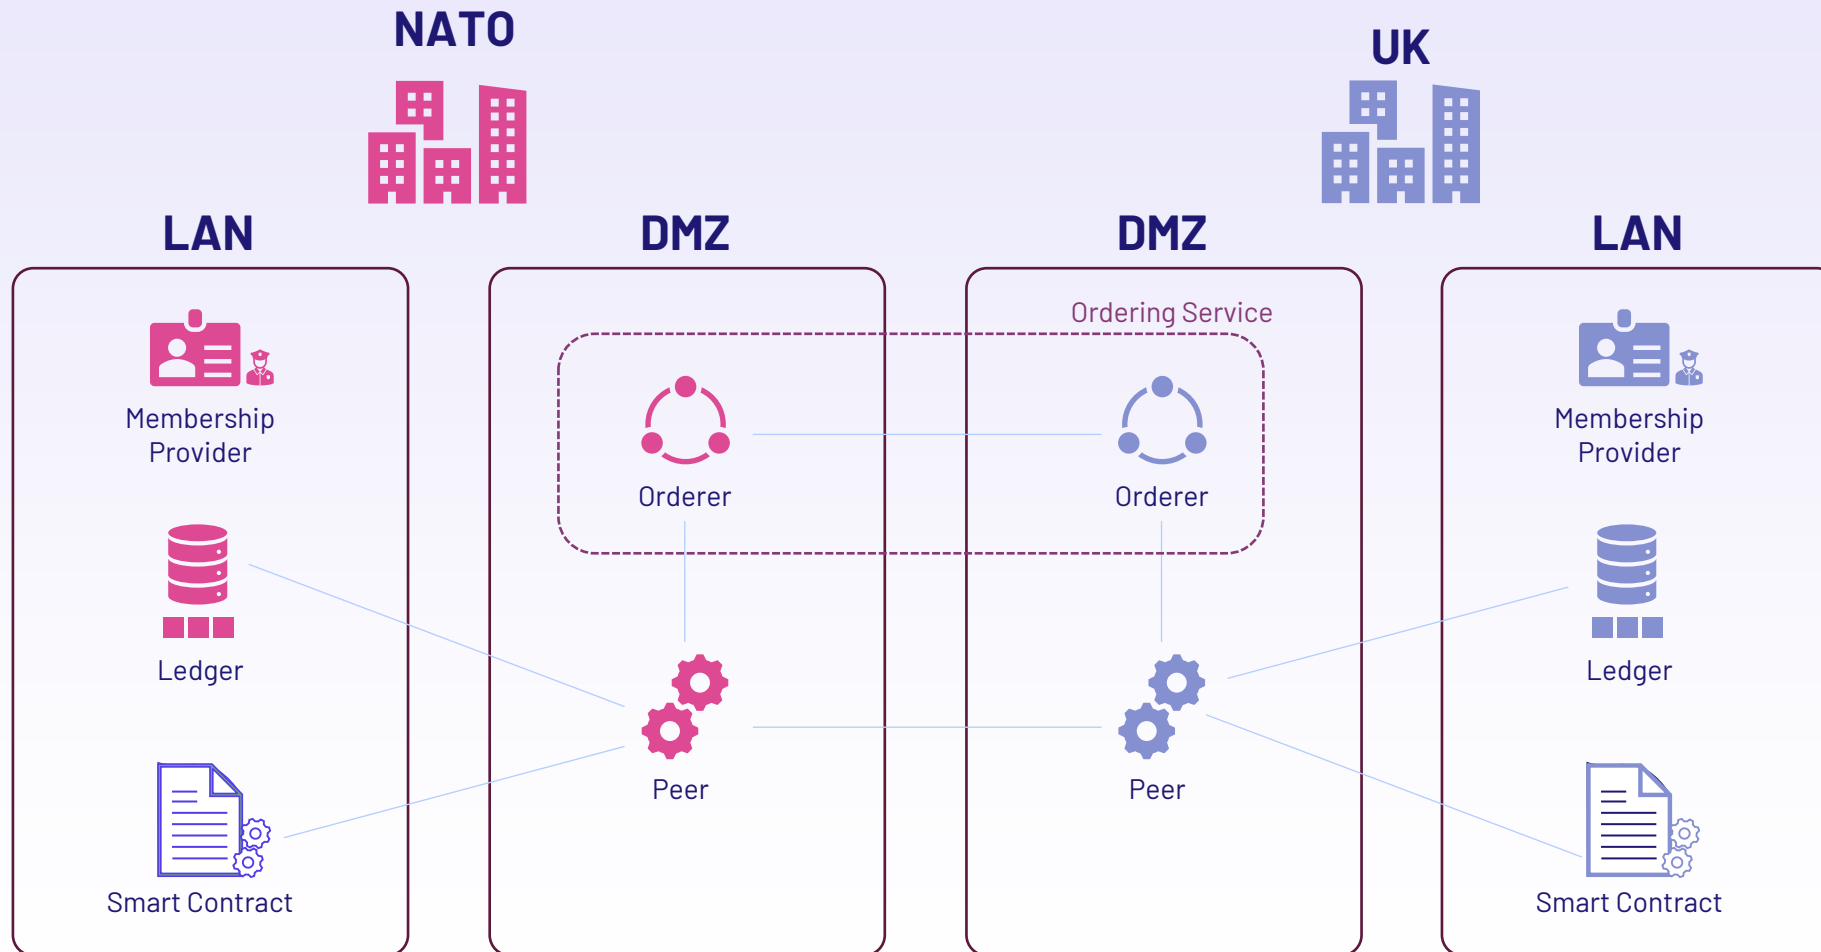 NATO
UK
LAN
DMZ
DMZ
LAN
Ordering Service
Membership
Provider
Membership
Provider
Orderer
Orderer
Ledger
Ledger
Peer
Peer
Smart Contract
Smart Contract